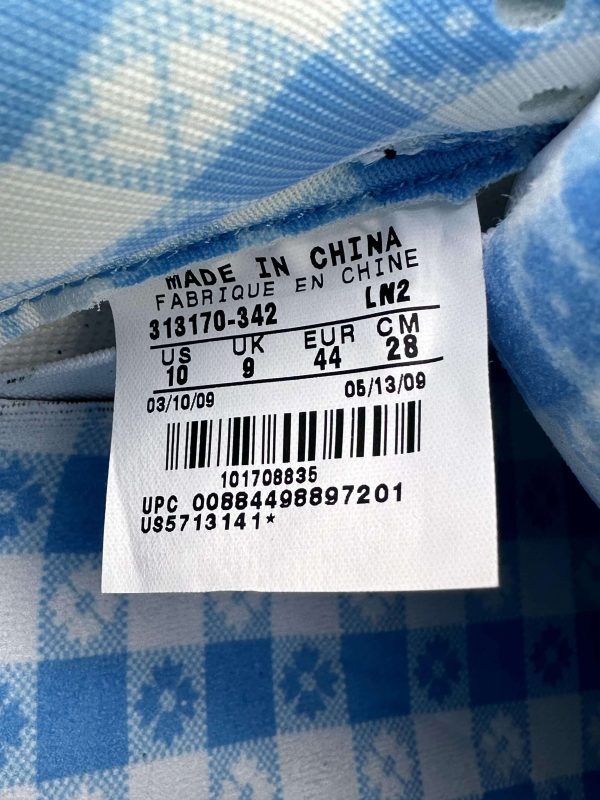 MADE IN CHINA
FABRIQUE EN CHINE
313170-342 LN2
US UK EUR CM
10 9 44 28
03/10/09 05/13/09
101708835
UPC 00884498897201
US5713141*